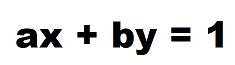 ax + by = 1